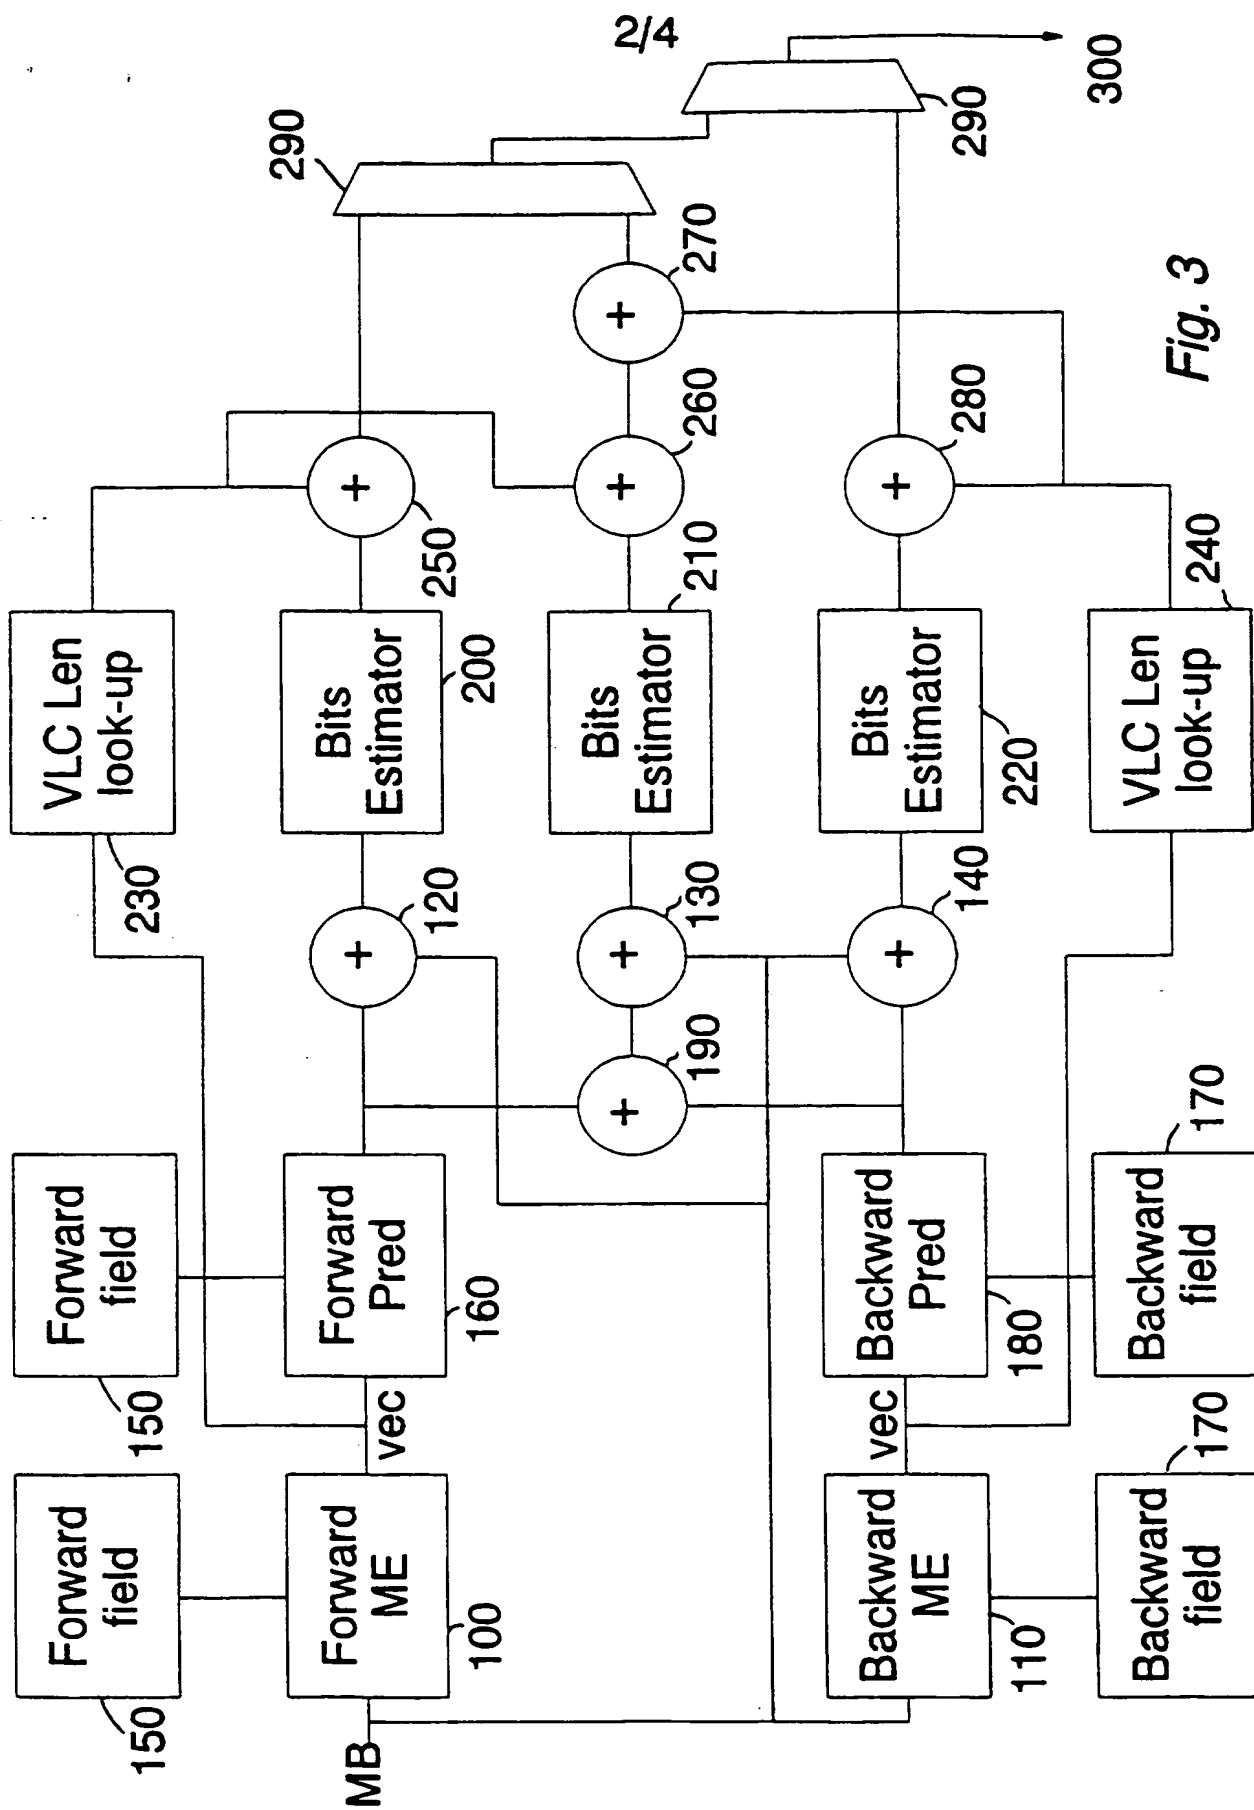 2/4
Forward
field
150
Forward
field
150
VLC Len
look-up
230
MB
Forward
ME
100
vec
Forward
Pred
160
+
120
Bits
Estimator
200
+
250
290
+
190
+
130
Bits
Estimator
210
+
260
+
270
Backward
ME
110
vec
Backward
Pred
180
+
140
Bits
Estimator
220
+
280
290
300
Backward
field
170
Backward
field
170
VLC Len
look-up
240
Fig. 3